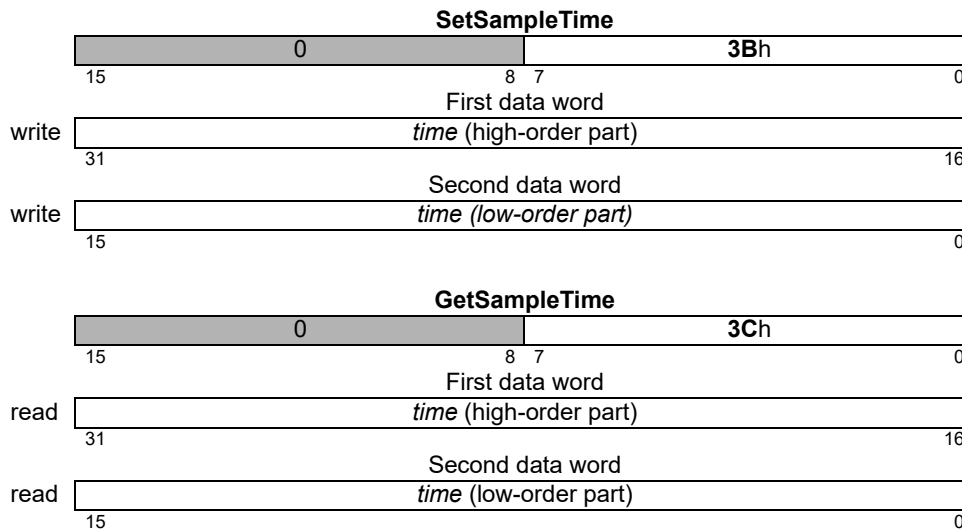 SetSampleTime
0 3Bh
15 8 7 0
First data word
write time (high-order part)
31 16
Second data word
write time (low-order part)
15 0
GetSampleTime
0 3Ch
15 8 7 0
First data word
read time (high-order part)
31 16
Second data word
read time (low-order part)
15 0